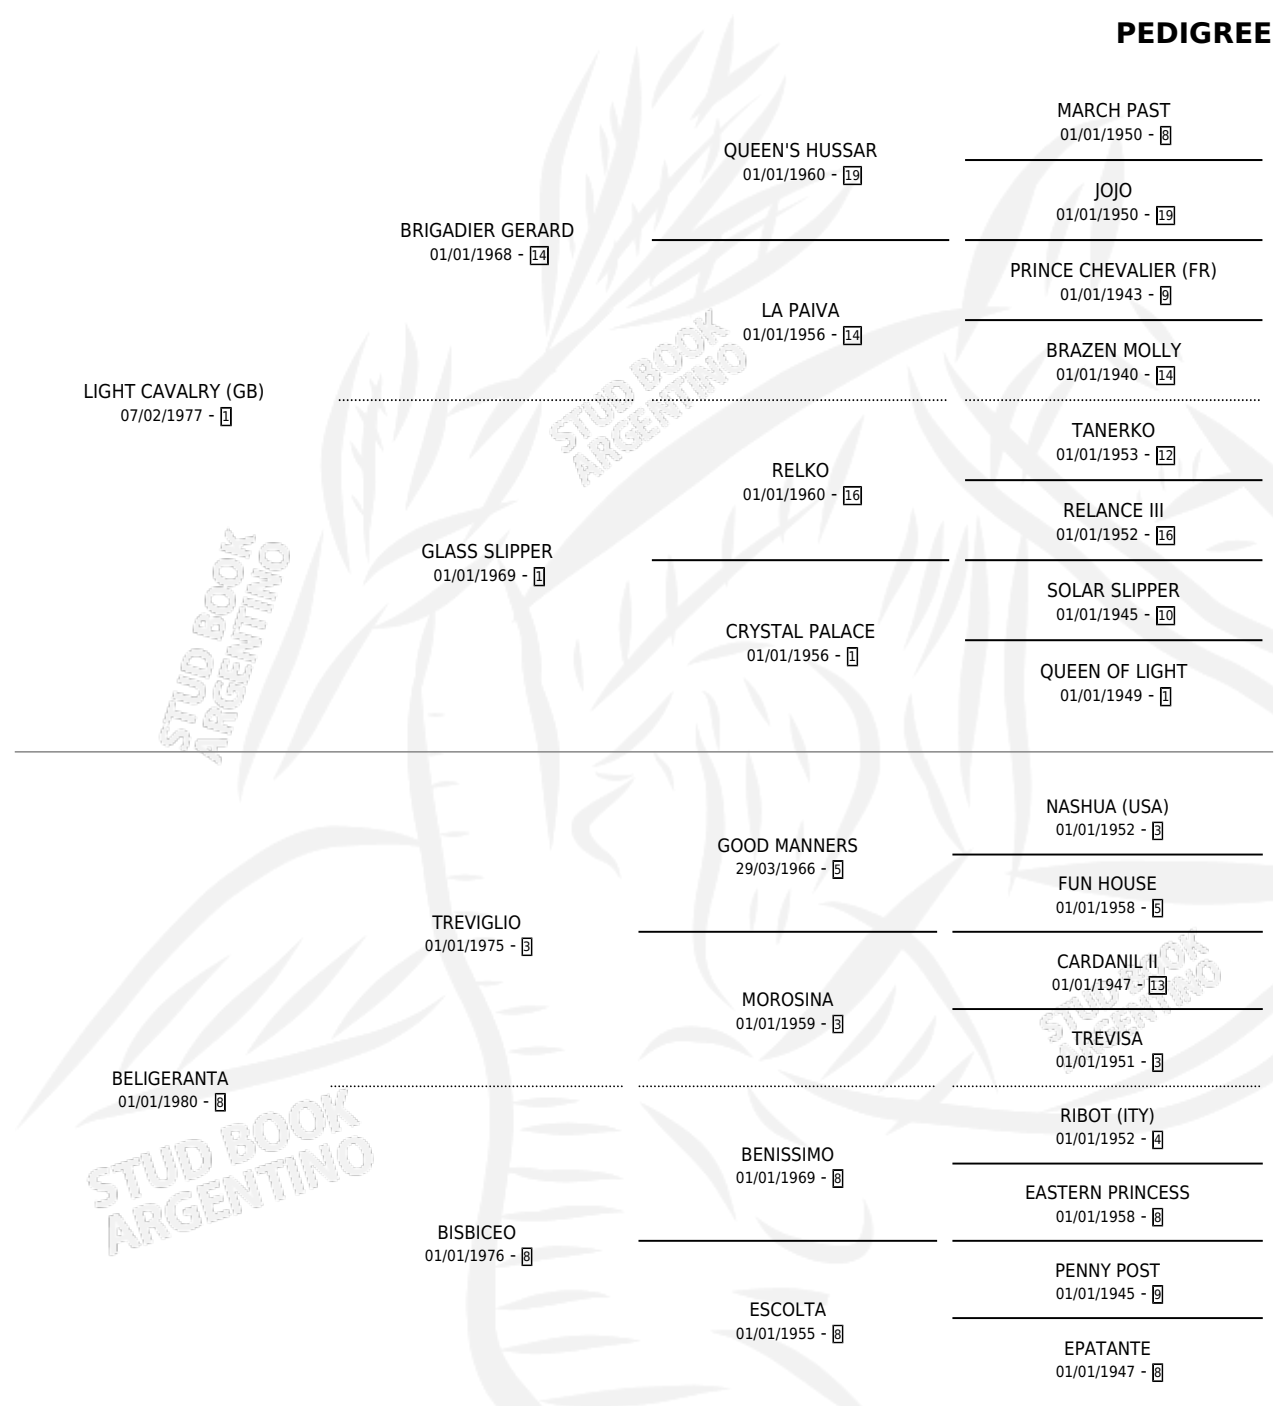 PEDIGREE
MARCH PAST
01/01/1950 - 8
QUEEN'S HUSSAR
01/01/1960 - 19
JOJO
01/01/1950 - 19
BRIGADIER GERARD
01/01/1968 - 14
PRINCE CHEVALIER (FR)
01/01/1943 - 9
LA PAIVA
01/01/1956 - 14
BRAZEN MOLLY
01/01/1940 - 14
LIGHT CAVALRY (GB)
07/02/1977 - 1
TANERKO
01/01/1953 - 12
RELKO
01/01/1960 - 16
RELANCE III
01/01/1952 - 16
GLASS SLIPPER
01/01/1969 - 1
SOLAR SLIPPER
01/01/1945 - 10
CRYSTAL PALACE
01/01/1956 - 1
QUEEN OF LIGHT
01/01/1949 - 1
NASHUA (USA)
01/01/1952 - 3
GOOD MANNERS
29/03/1966 - 5
FUN HOUSE
01/01/1958 - 5
TREVIGLIO
01/01/1975 - 3
CARDANIL II
01/01/1947 - 13
MOROSINA
01/01/1959 - 3
TREVISA
01/01/1951 - 3
BELIGERANTA
01/01/1980 - 8
RIBOT (ITY)
01/01/1952 - 4
BENISSIMO
01/01/1969 - 8
EASTERN PRINCESS
01/01/1958 - 8
BISBICEO
01/01/1976 - 8
PENNY POST
01/01/1945 - 9
ESCOLTA
01/01/1955 - 8
EPATANTE
01/01/1947 - 8
STUD BOOK
ARGENTINO
STUD BOOK
ARGENTINO
STUD BOOK
ARGENTINO
STUD BOOK
ARGENTINO